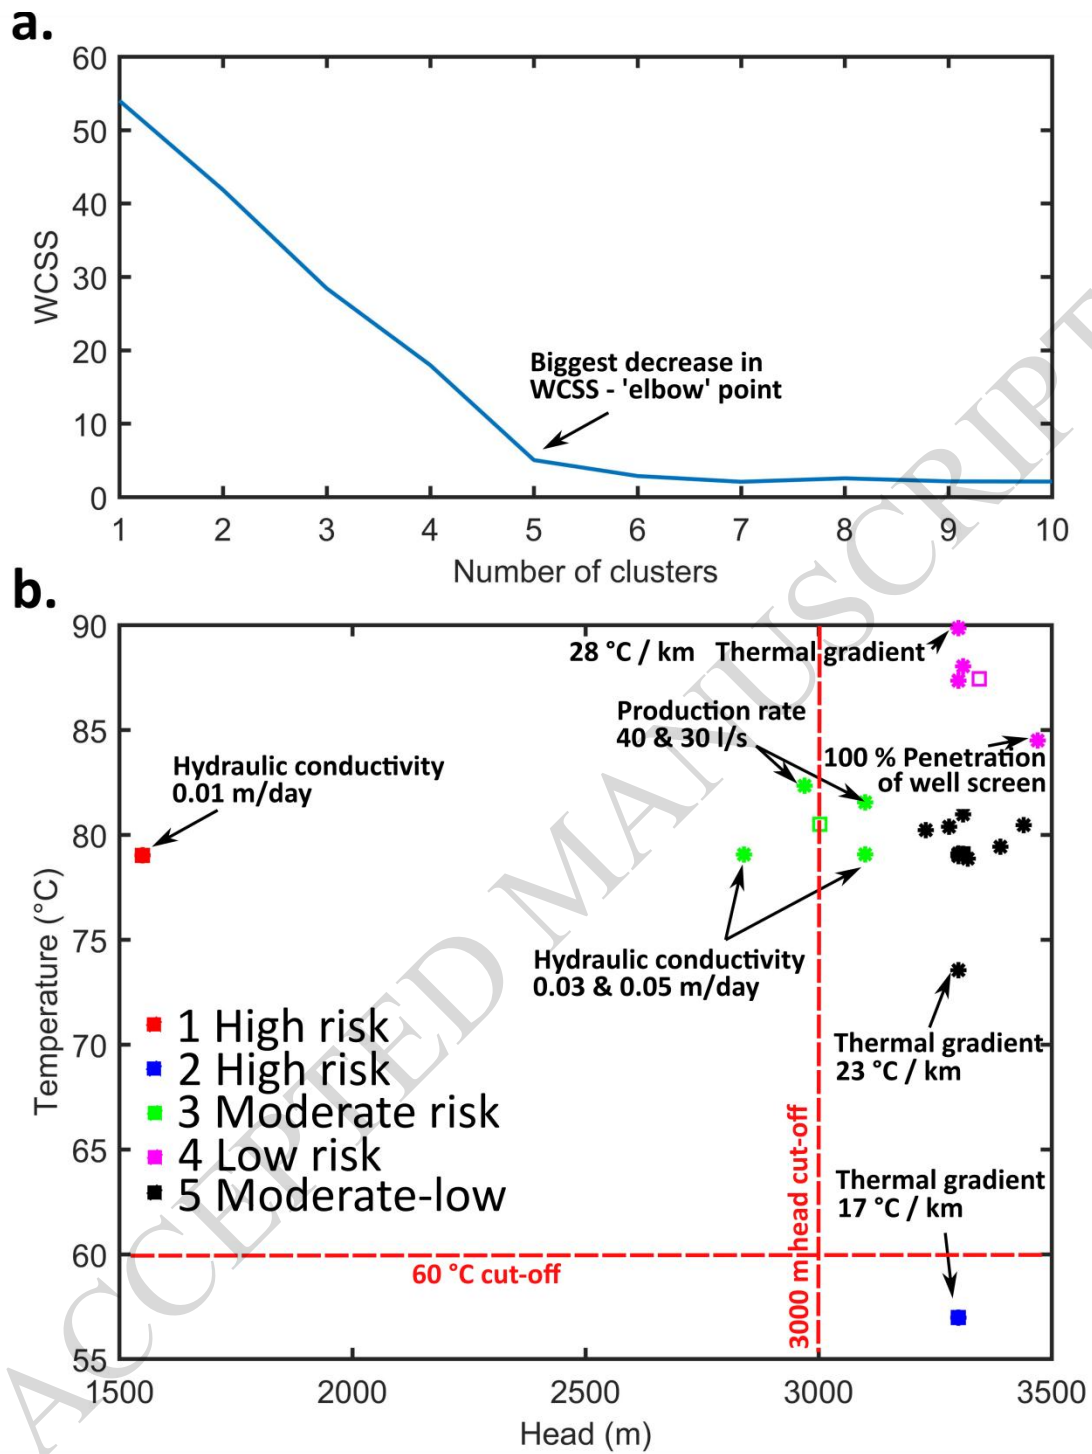 a.
60
50
40
30
20
10
0
WCSS
Biggest decrease in
WCSS - 'elbow' point
1 2 3 4 5 6 7 8 9 10
Number of clusters
b.
90
85
80
75
70
65
60
55
Temperature (°C)
28 °C / km Thermal gradient
Production rate
40 & 30 l/s
100 % Penetration
of well screen
Hydraulic conductivity
0.01 m/day
Hydraulic conductivity
0.03 & 0.05 m/day
Thermal gradient
23 °C / km
1 High risk
2 High risk
3 Moderate risk
4 Low risk
5 Moderate-low
Thermal gradient
17 °C / km
3000 m head cut-off
60 °C cut-off
1500 2000 2500 3000 3500
Head (m)
ACCEPTED MANUSCRIPT